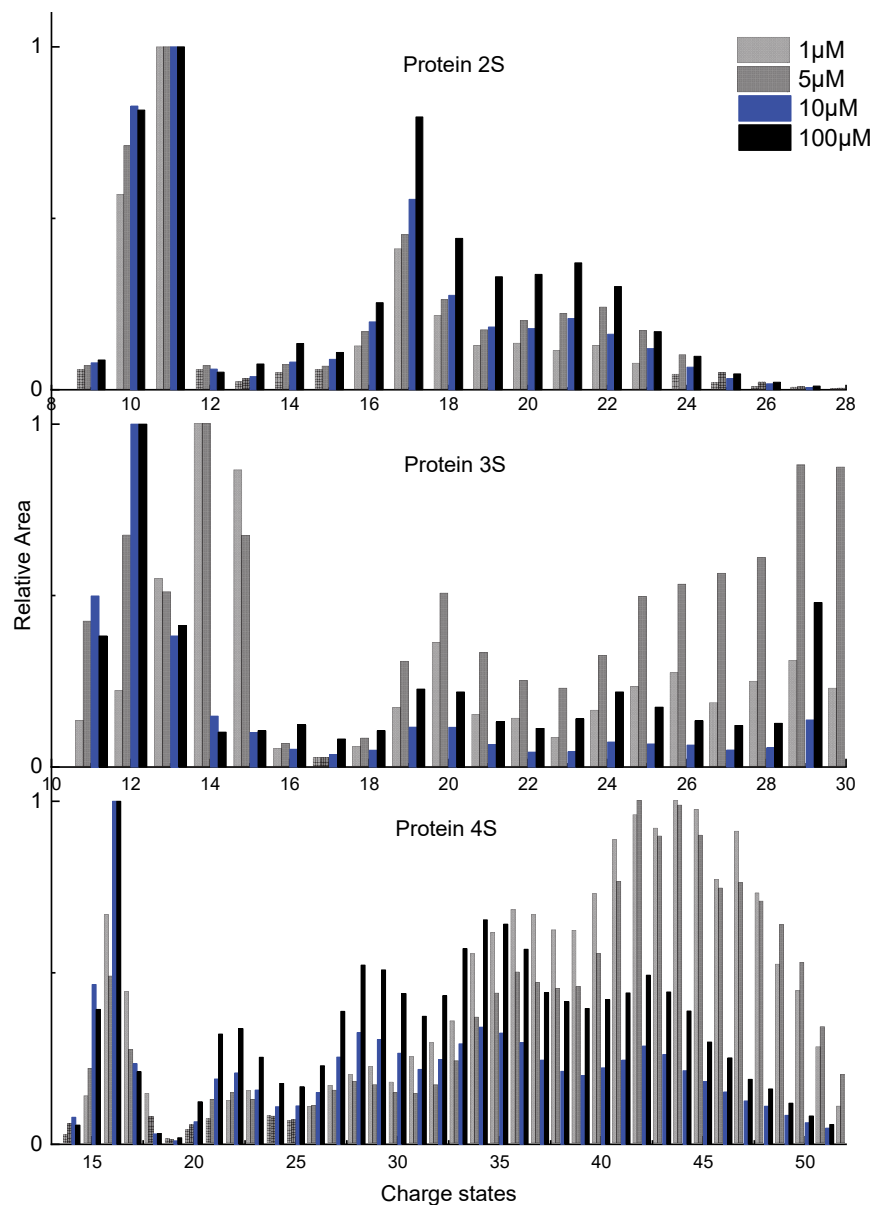 1
Protein 2S
1µM
5µM
10µM
100µM
0
8 10 12 14 16 18 20 22 24 26 28
1
Protein 3S
Relative Area
0
10 12 14 16 18 20 22 24 26 28 30
1
Protein 4S
0
15 20 25 30 35 40 45 50
Charge states